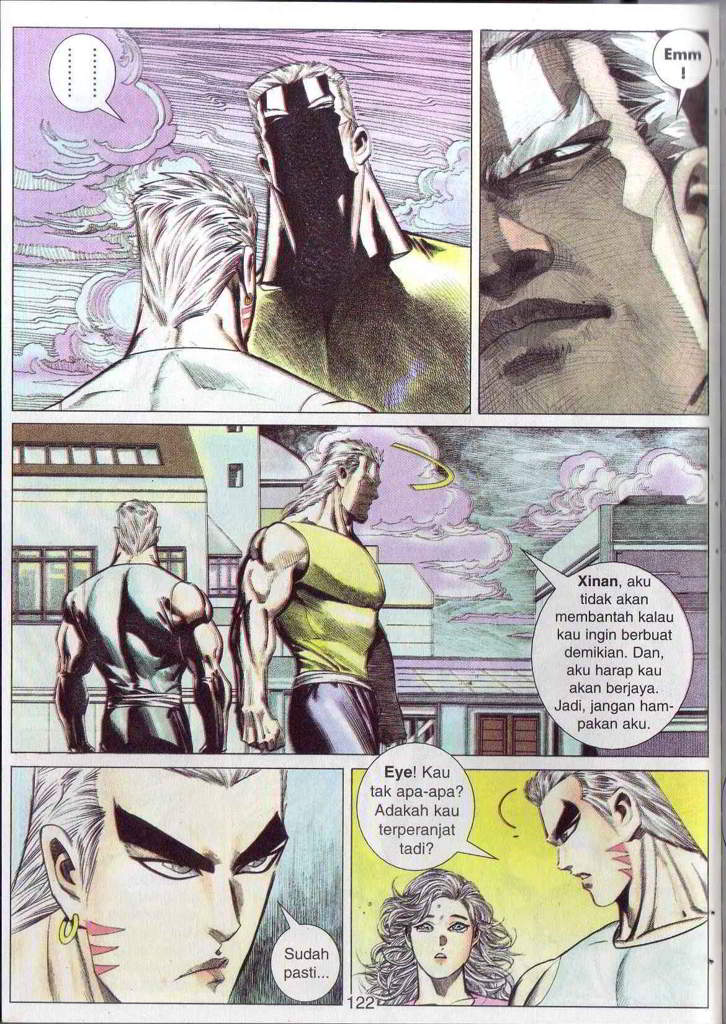 Emm
!
Xinan, aku
tidak akan
membantah kalau
kau ingin berbuat
demikian. Dan,
aku harap kau
akan berjaya.
Jadi, jangan ham-
pakan aku.
Sudah
pasti...
Eye! Kau
tak apa-apa?
Adakah kau
terperanjat
tadi?
122